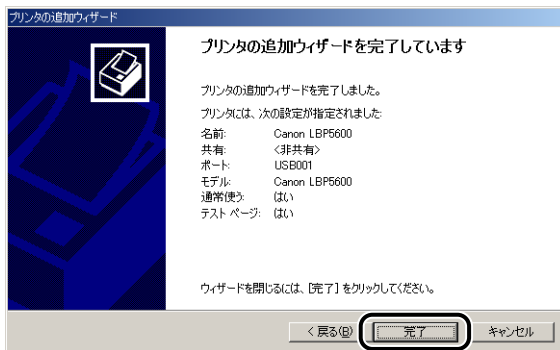 プリンタの追加ウィザード
プリンタの追加ウィザードを完了しています
プリンタの追加ウィザードを完了しました。
プリンタには、次の設定が指定されました:
名前: Canon LBP5600
共有: <非共有>
ポート: USB001
モデル: Canon LBP5600
通常使う: はい
テスト ページ: はい
ウィザードを閉じるには、[完了] をクリックしてください。
< 戻る(B) 完了 キャンセル